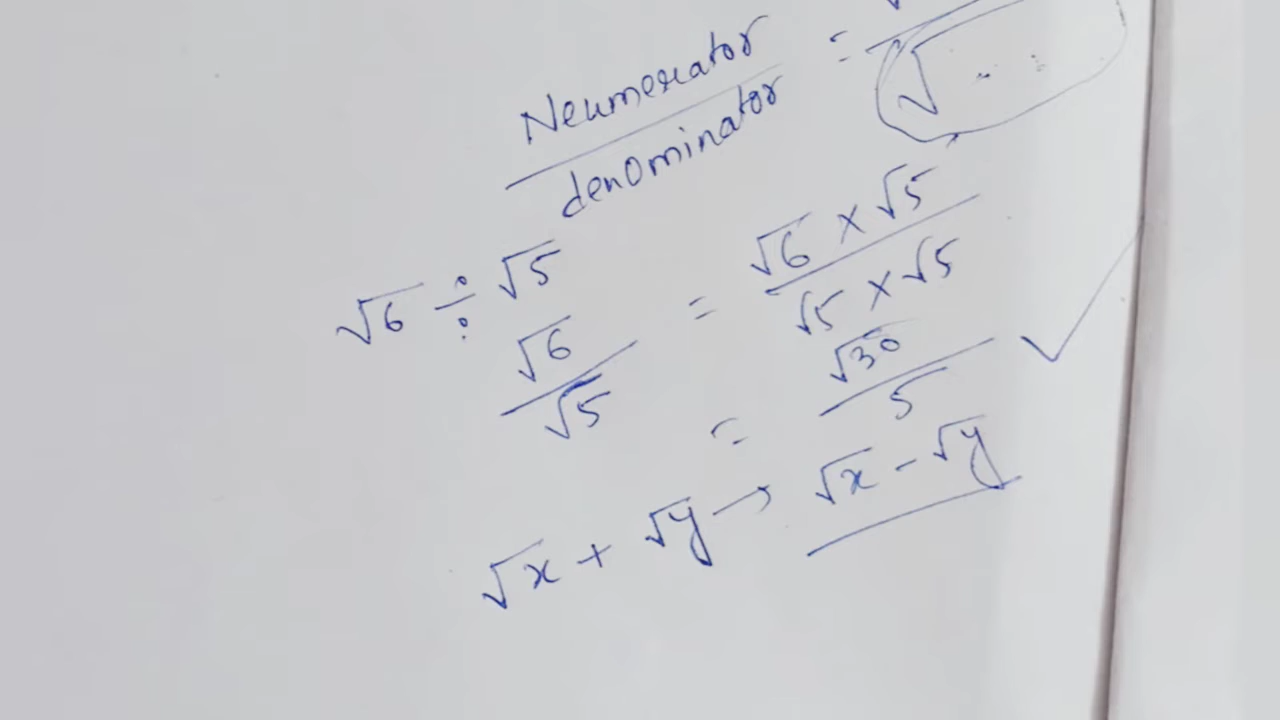 Neumerator = √
denominator √ ..
√6 ÷ √5
√6 / √5 = √6 × √5 / √5 × √5
= √30 / 5
√x + √y → √x - √y